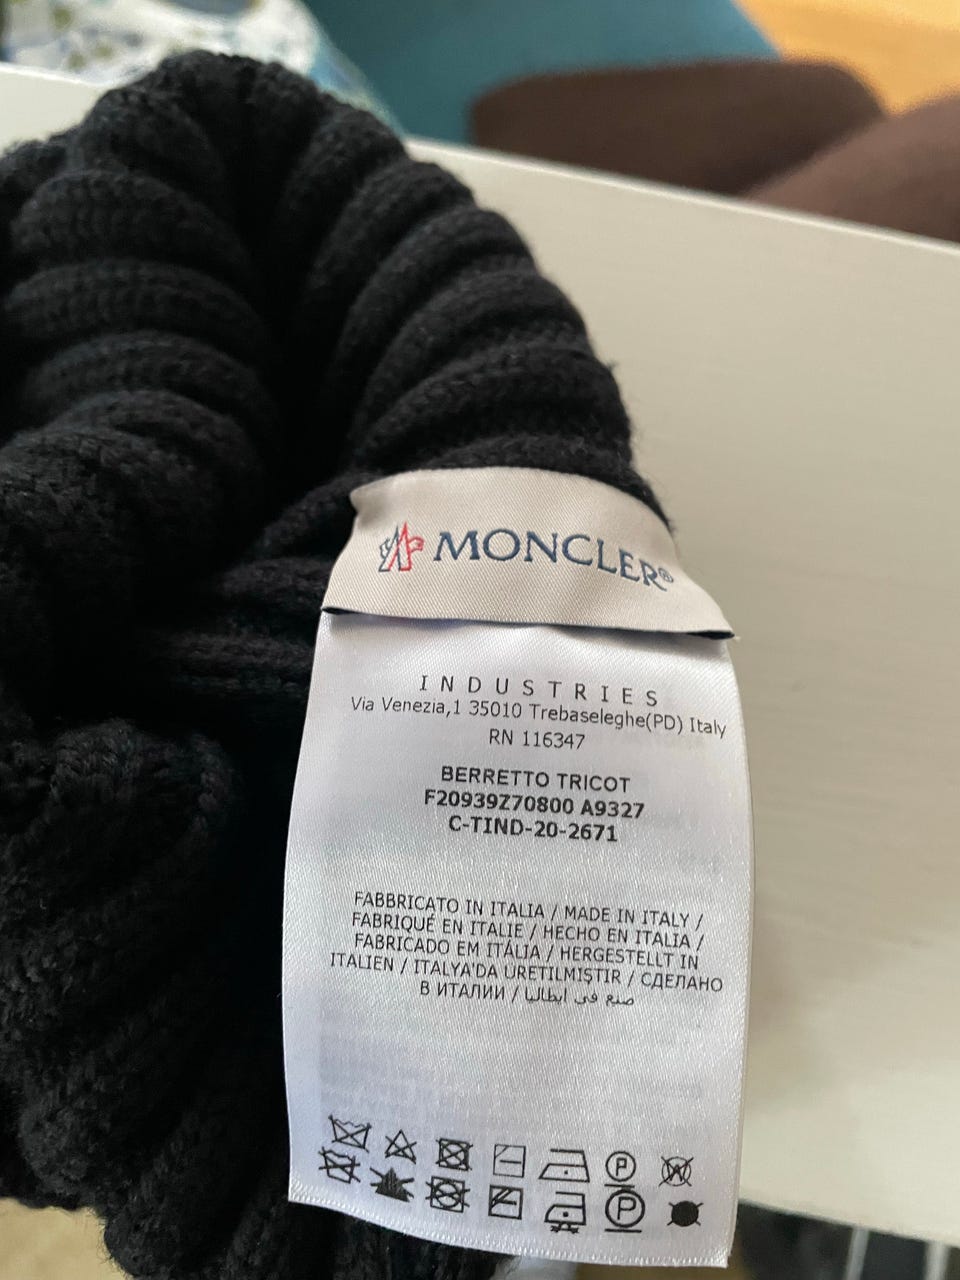 MONCLER®
INDUSTRIES
Via Venezia,1 35010 Trebaseleghe(PD) Italy
RN 116347
BERRETTO TRICOT
F20939Z70800 A9327
C-TIND-20-2671
FABBRICATO IN ITALIA / MADE IN ITALY /
FABRIQUÉ EN ITALIE / HECHO EN ITALIA /
FABRICADO EM ITÁLIA / HERGESTELLT IN
ITALIEN / ITALYA'DA ÜRETILMIŞTIR / СДЕЛАНО
В ИТАЛИИ / صنع في ايطاليا
P W
P